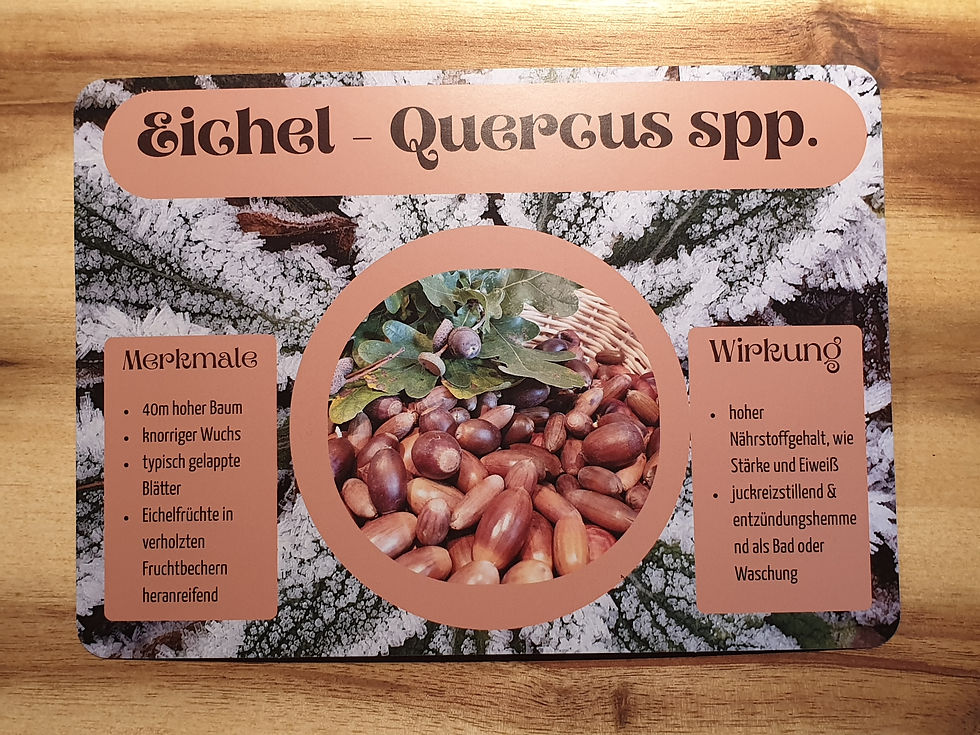 Eichel – Quercus spp.
Merkmale
• 40m hoher Baum
• knorriger Wuchs
• typisch gelappte
Blätter
• Eichelfrüchte in
verholzten
Fruchtbechern
heranreifend
Wirkung
• hoher
Nährstoffgehalt, wie
Stärke und Eiweiß
• juckreizstillend &
entzündungshemme
nd als Bad oder
Waschung